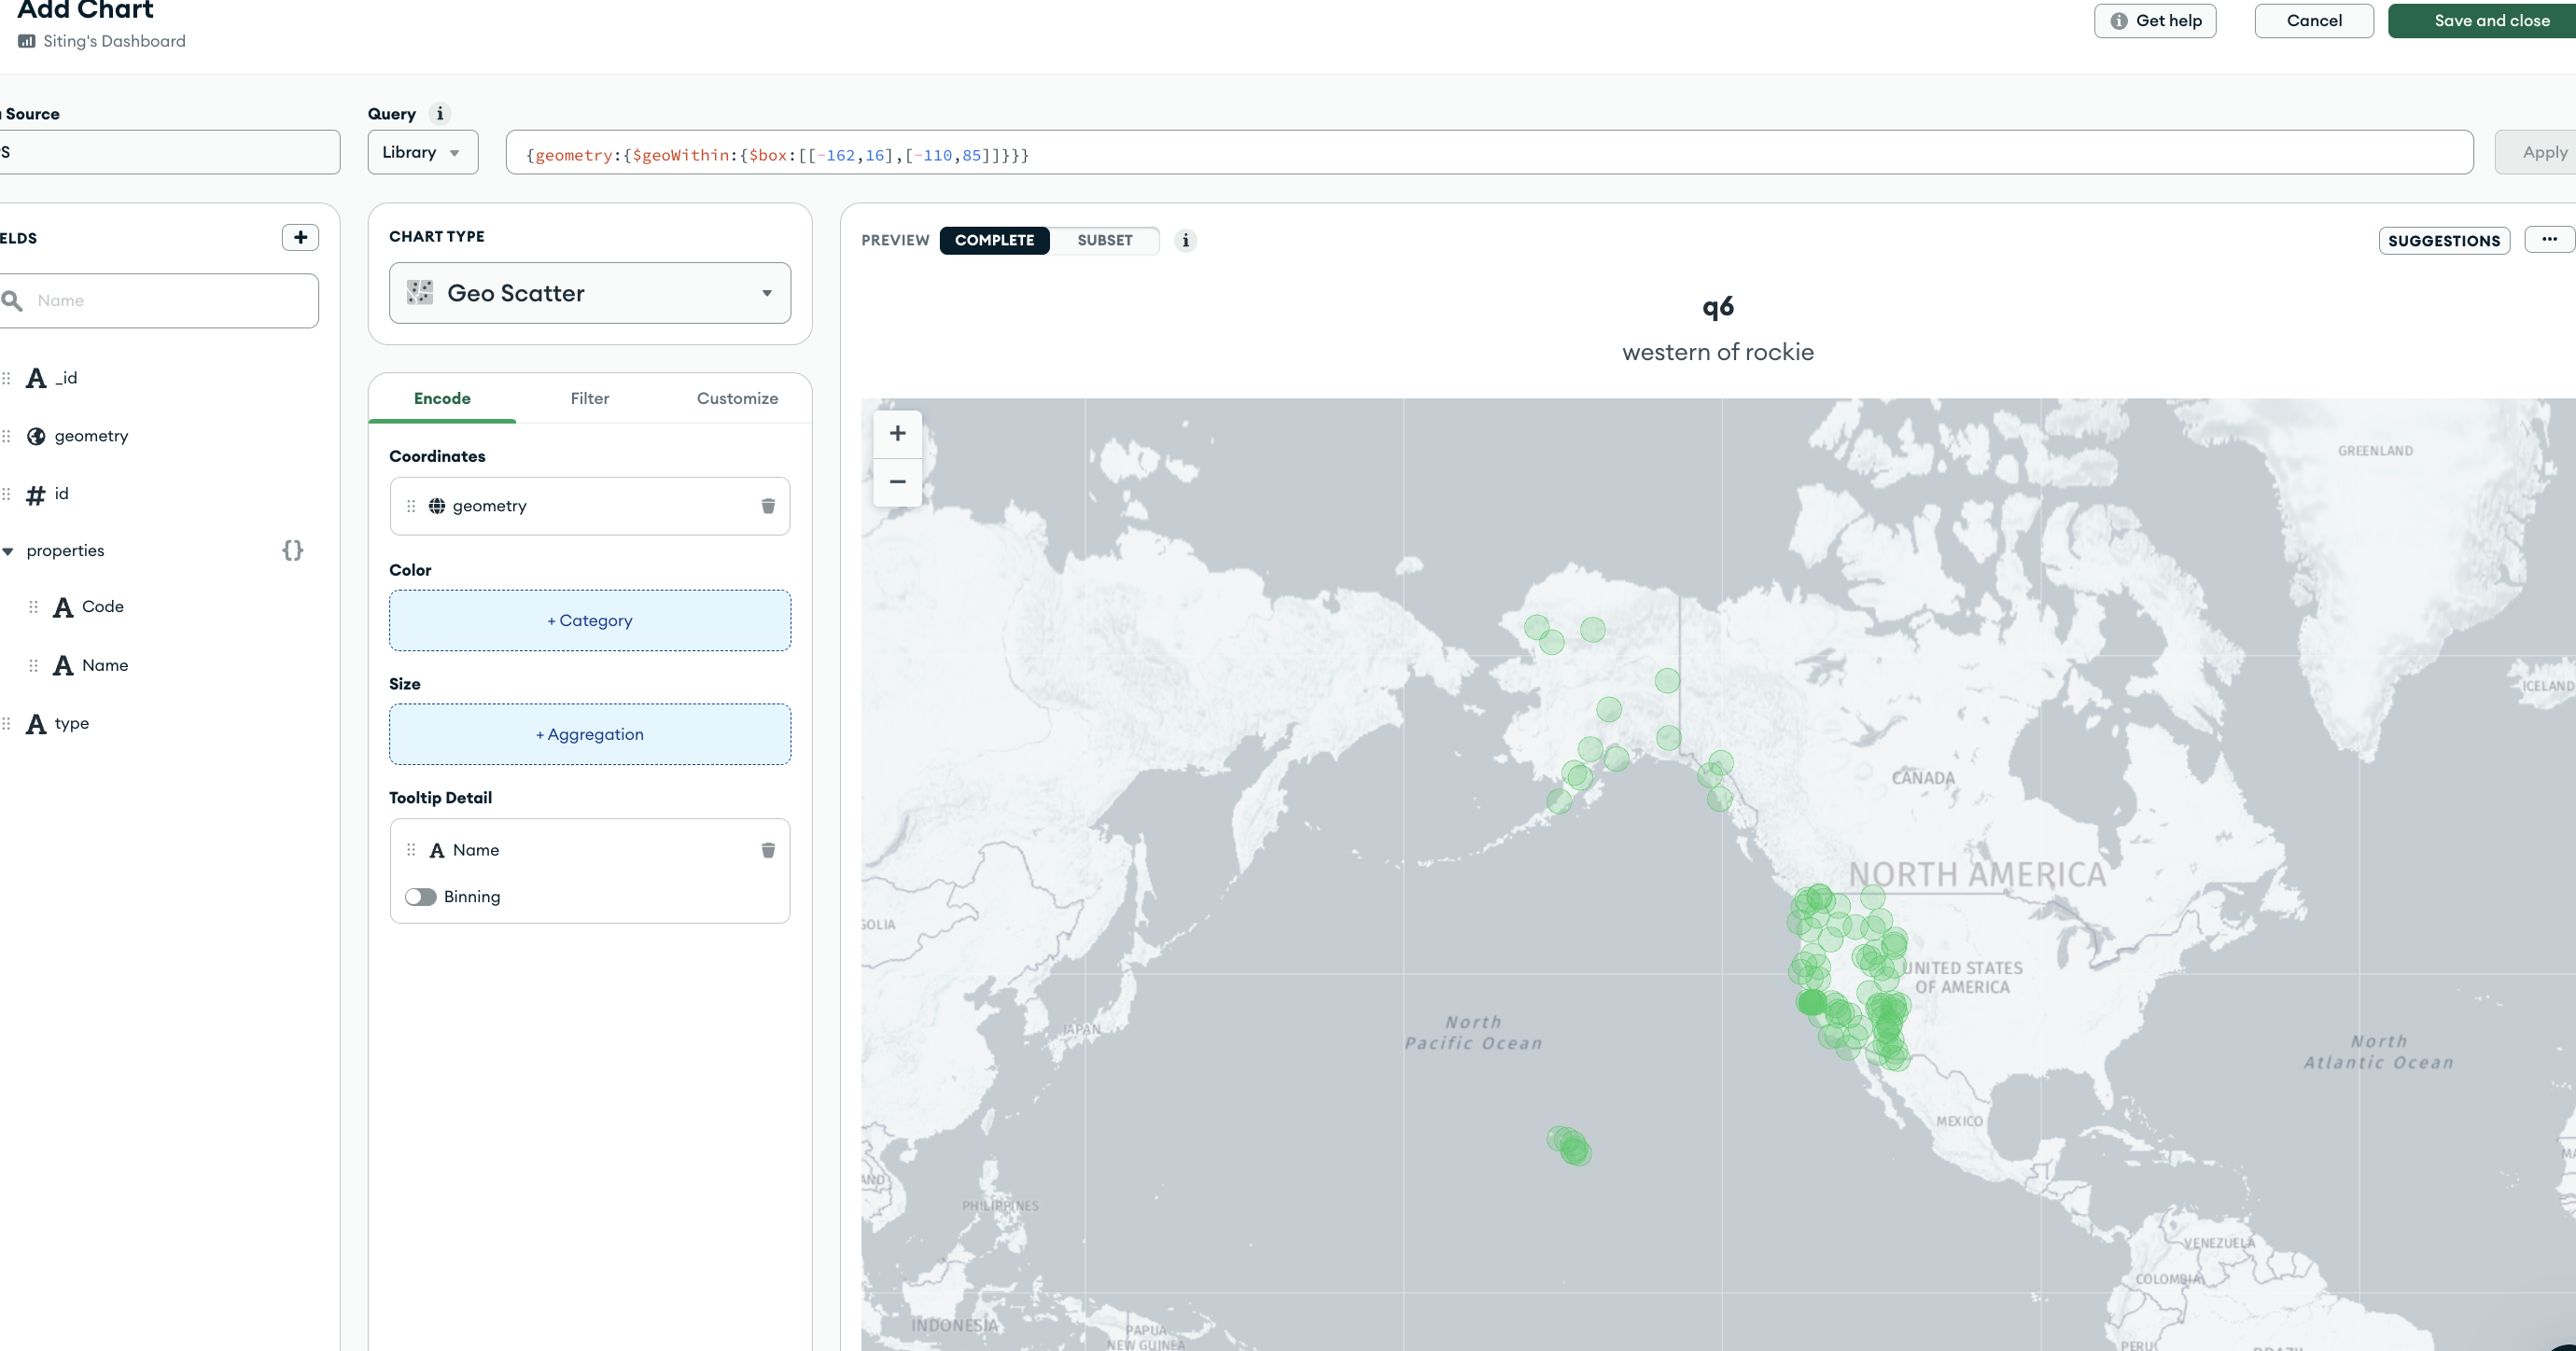 Add Chart
Siting's Dashboard
Get help
Cancel
Save and close
Source
S
Query i
Library
{geometry:{$geoWithin:{$box:[[-162,16],[-110,85]]}}}
Apply
ELDS
+
Name
A _id
geometry
# id
properties {}
A Code
A Name
A type
CHART TYPE
Geo Scatter
Encode
Filter
Customize
Coordinates
geometry
Color
+ Category
Size
+ Aggregation
Tooltip Detail
A Name
Binning
PREVIEW COMPLETE SUBSET i
SUGGESTIONS ...
q6
western of rockie
+
−
GREENLAND
ICELAND
CANADA
NORTH AMERICA
GOLIA
UNITED STATES
OF AMERICA
JAPAN
North
Pacific Ocean
North
Atlantic Ocean
MEXICO
MA
AND
PHILIPPINES
VENEZUELA
COLOMBIA
INDONESIA
PAPUA
NEW GUINEA
PERU
BRAZIL